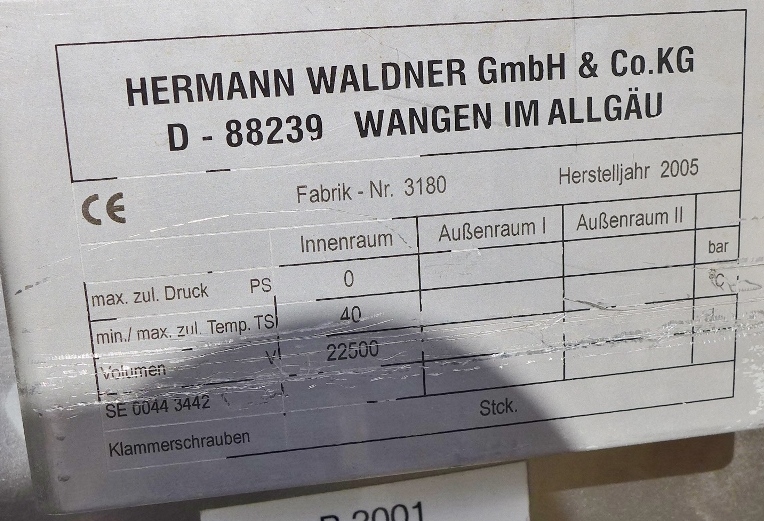 HERMANN WALDNER GmbH & Co.KG
D - 88239 WANGEN IM ALLGÄU
CE Fabrik - Nr. 3180 Herstelljahr 2005
Innenraum Außenraum I Außenraum II
max. zul. Druck PS 0 bar
min./ max. zul. Temp. TS 40 °C
Volumen V 22500
SE 0044 3442
Klammerschrauben Stck.
2001